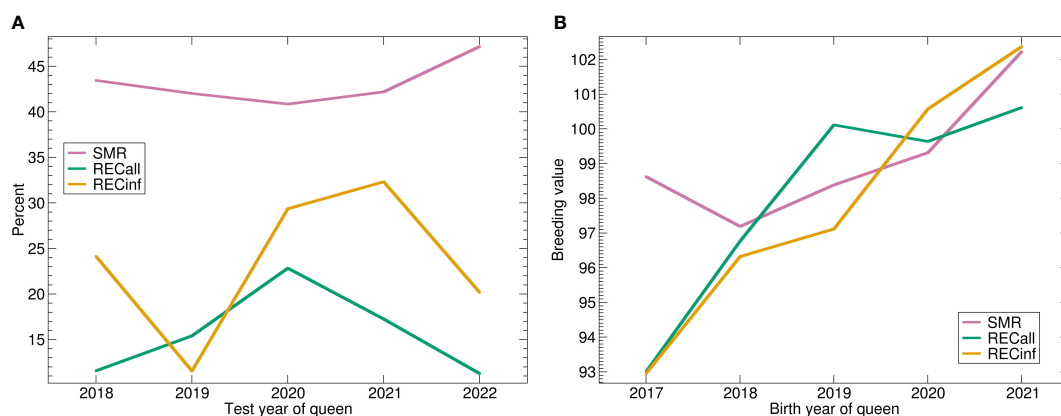 A
Percent
45
40
35
30
25
20
15
SMR
RECall
RECinf
2018 2019 2020 2021 2022
Test year of queen
B
Breeding value
102
101
100
99
98
97
96
95
94
93
SMR
RECall
RECinf
2017 2018 2019 2020 2021
Birth year of queen